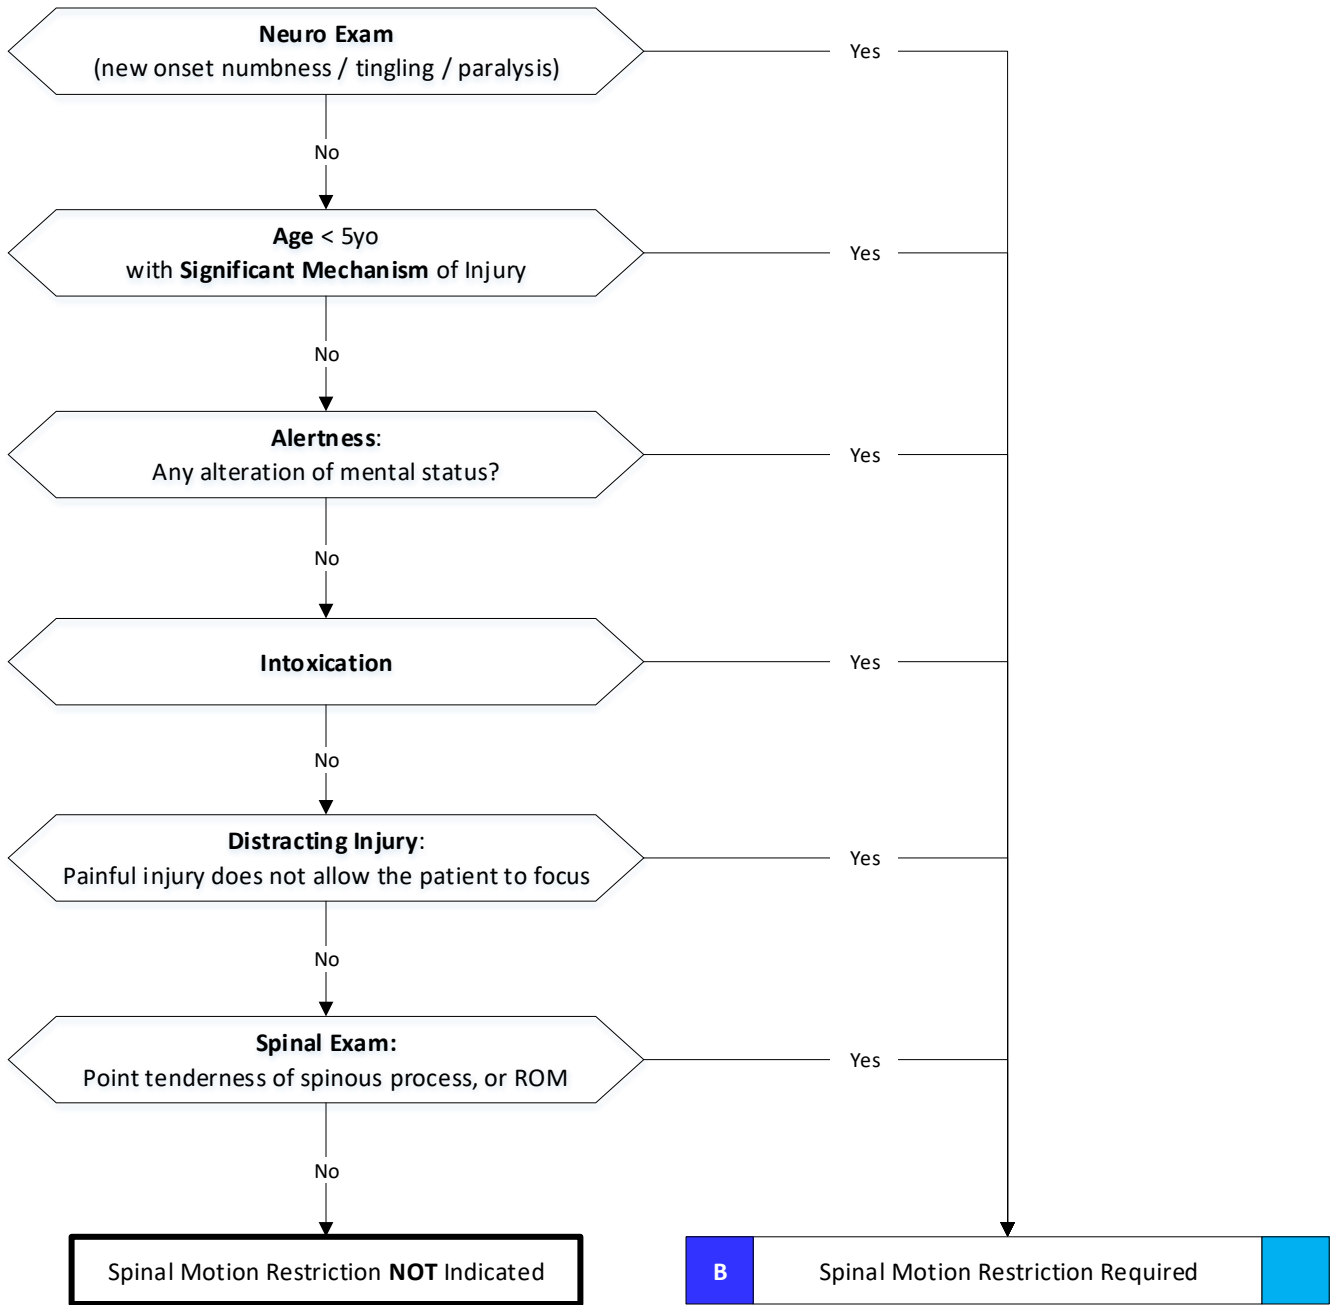 Neuro Exam
(new onset numbness / tingling / paralysis)
Yes
No
Age < 5yo
with Significant Mechanism of Injury
Yes
No
Alertness:
Any alteration of mental status?
Yes
No
Intoxication
Yes
No
Distracting Injury:
Painful injury does not allow the patient to focus
Yes
No
Spinal Exam:
Point tenderness of spinous process, or ROM
Yes
No
Spinal Motion Restriction NOT Indicated
B
Spinal Motion Restriction Required